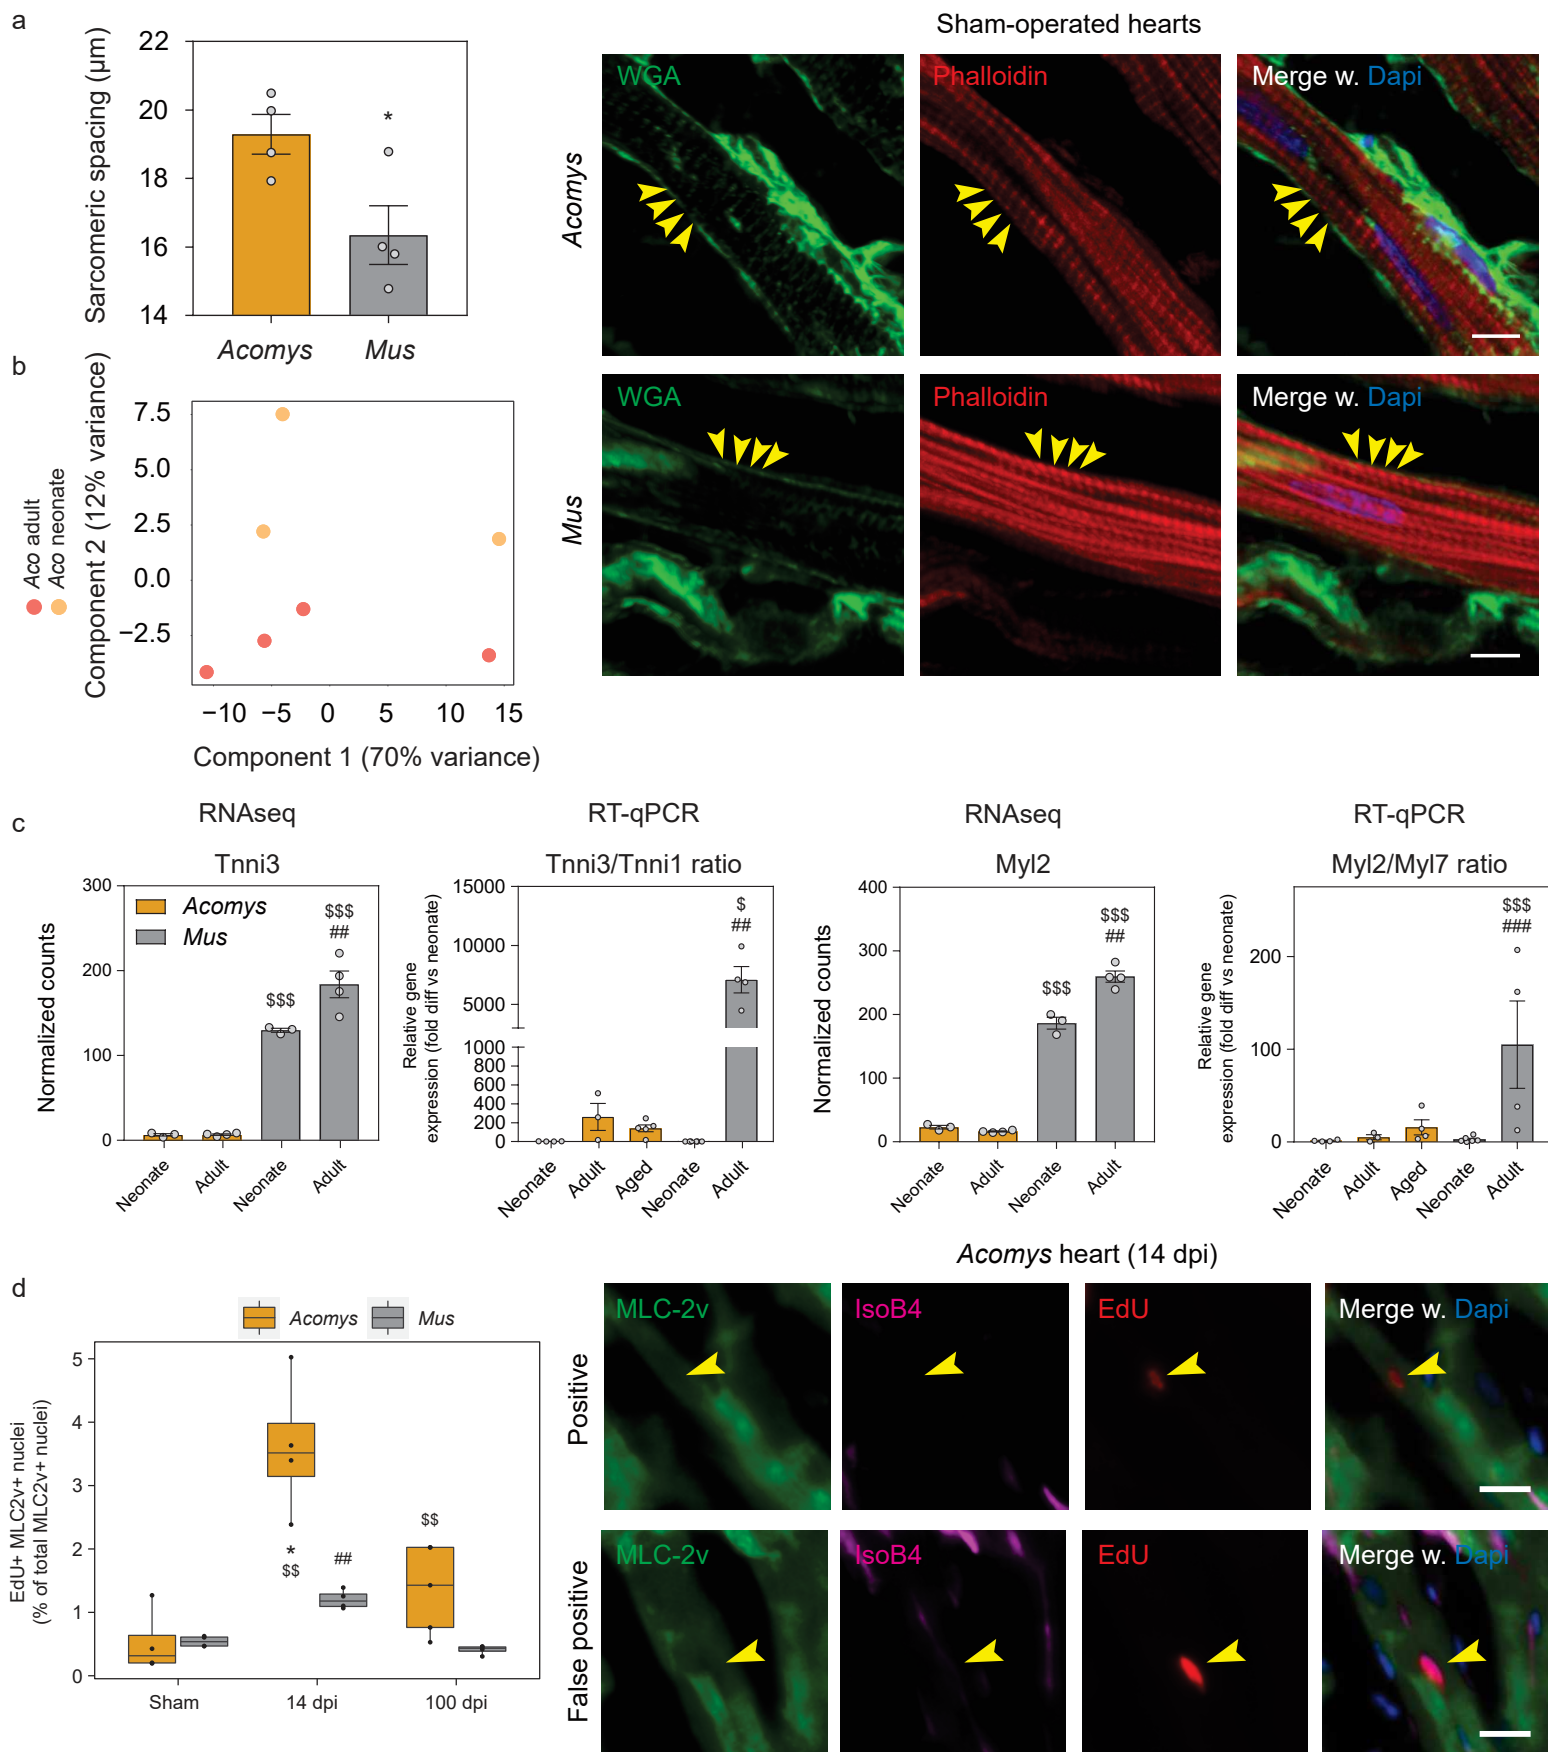 a
22
20
18
16
14
Sarcomeric spacing (µm)
*
Acomys
Mus
Sham-operated hearts
Acomys
WGA
Phalloidin
Merge w. Dapi
Mus
WGA
Phalloidin
Merge w. Dapi
b
Aco adult
Aco neonate
Component 2 (12% variance)
7.5
5.0
2.5
0.0
−2.5
−10
−5
0
5
10
15
Component 1 (70% variance)
c
RNAseq
Tnni3
Normalized counts
300
200
100
0
Acomys
Mus
$$$
$$$
##
Neonate
Adult
Neonate
Adult
RT-qPCR
Tnni3/Tnni1 ratio
Relative gene
expression (fold diff vs neonate)
15000
10000
5000
1000
800
600
400
200
0
$
##
Neonate
Adult
Aged
Neonate
Adult
RNAseq
Myl2
Normalized counts
400
300
200
100
0
$$$
$$$
##
Neonate
Adult
Neonate
Adult
RT-qPCR
Myl2/Myl7 ratio
Relative gene
expression (fold diff vs neonate)
200
100
0
$$$
###
Neonate
Adult
Aged
Neonate
Adult
d
Acomys
Mus
EdU+ MLC2v+ nuclei
(% of total MLC2v+ nuclei)
5
4
3
2
1
0
*
$$
##
$$
Sham
14 dpi
100 dpi
Acomys heart (14 dpi)
Positive
MLC-2v
IsoB4
EdU
Merge w. Dapi
False positive
MLC-2v
IsoB4
EdU
Merge w. Dapi